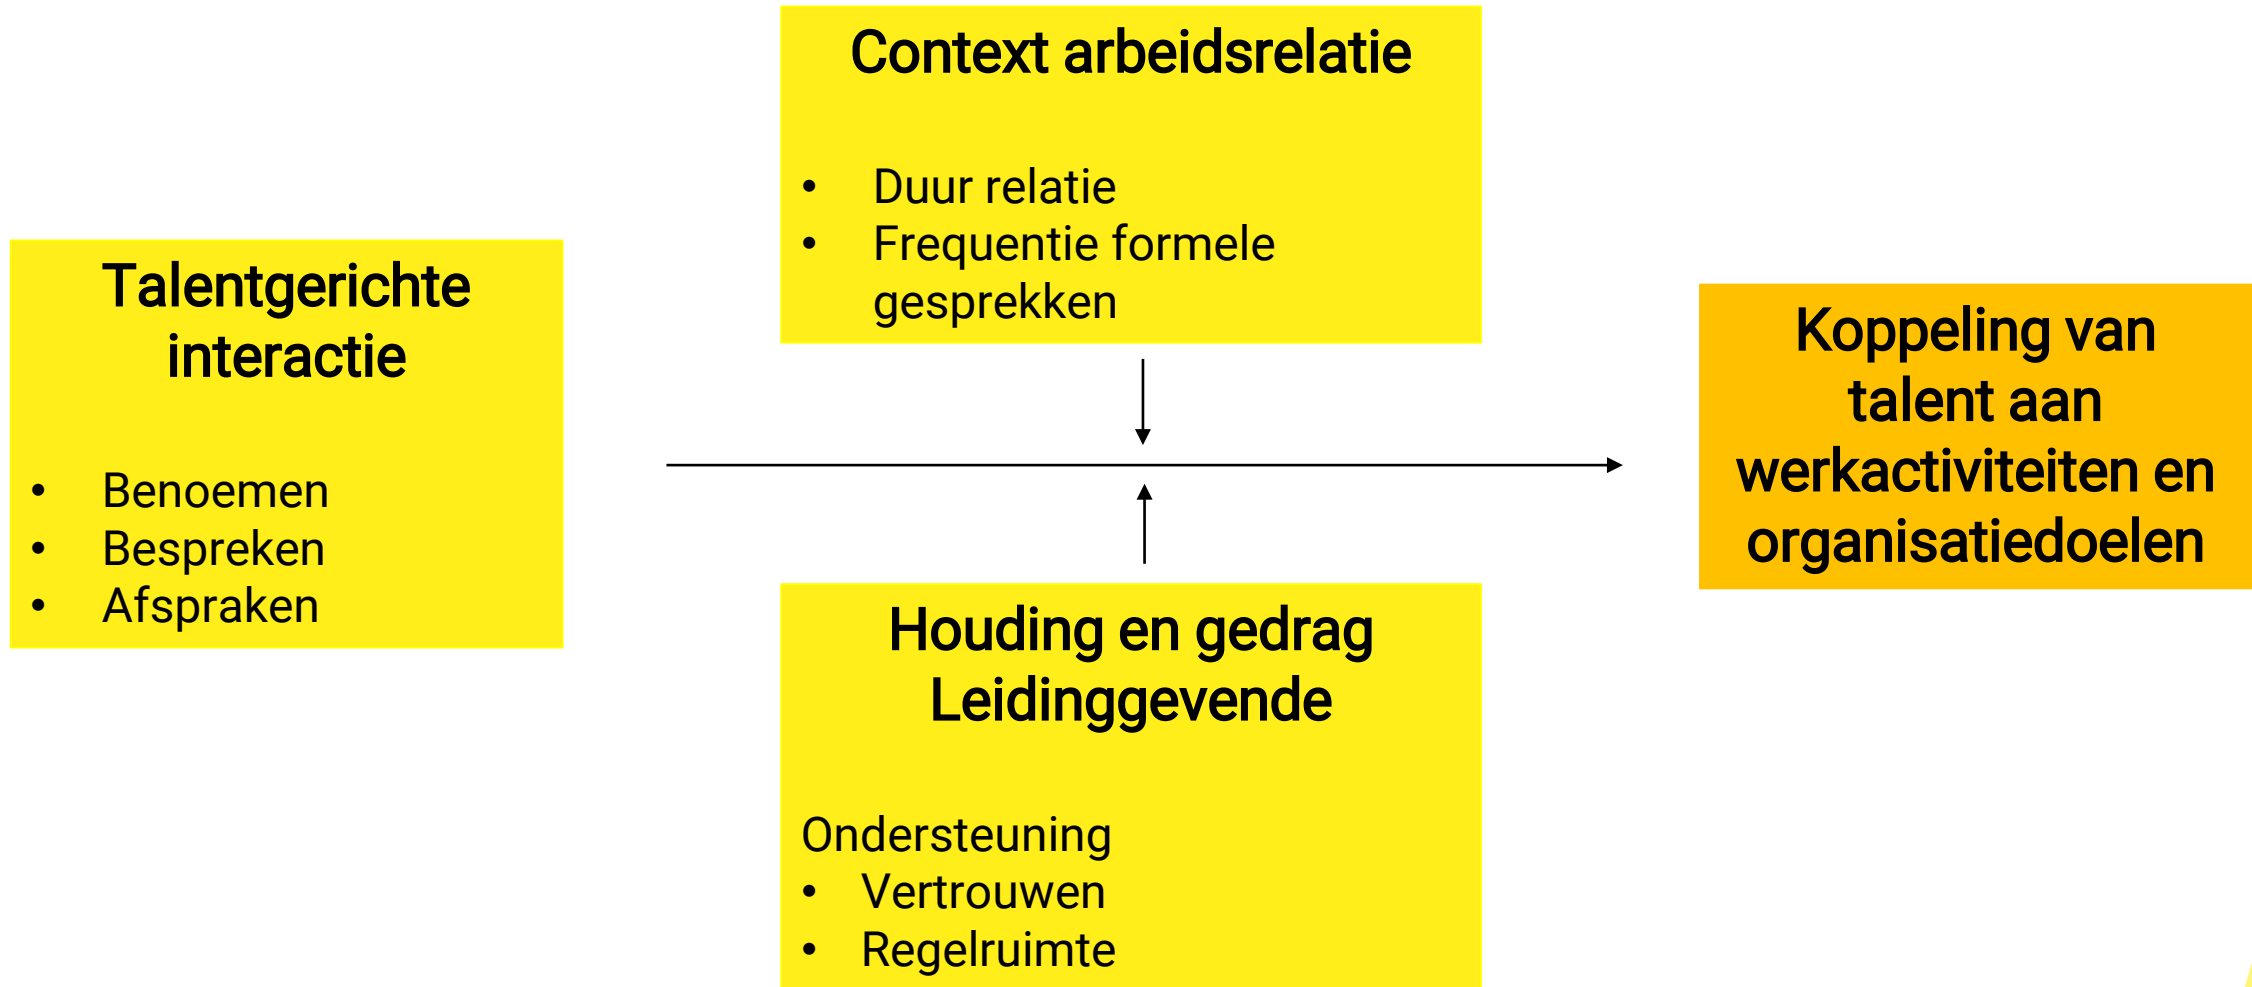 Context arbeidsrelatie
• Duur relatie
• Frequentie formele
gesprekken
Talentgerichte
interactie
• Benoemen
• Bespreken
• Afspraken
Koppeling van
talent aan
werkactiviteiten en
organisatiedoelen
Houding en gedrag
Leidinggevende
Ondersteuning
• Vertrouwen
• Regelruimte